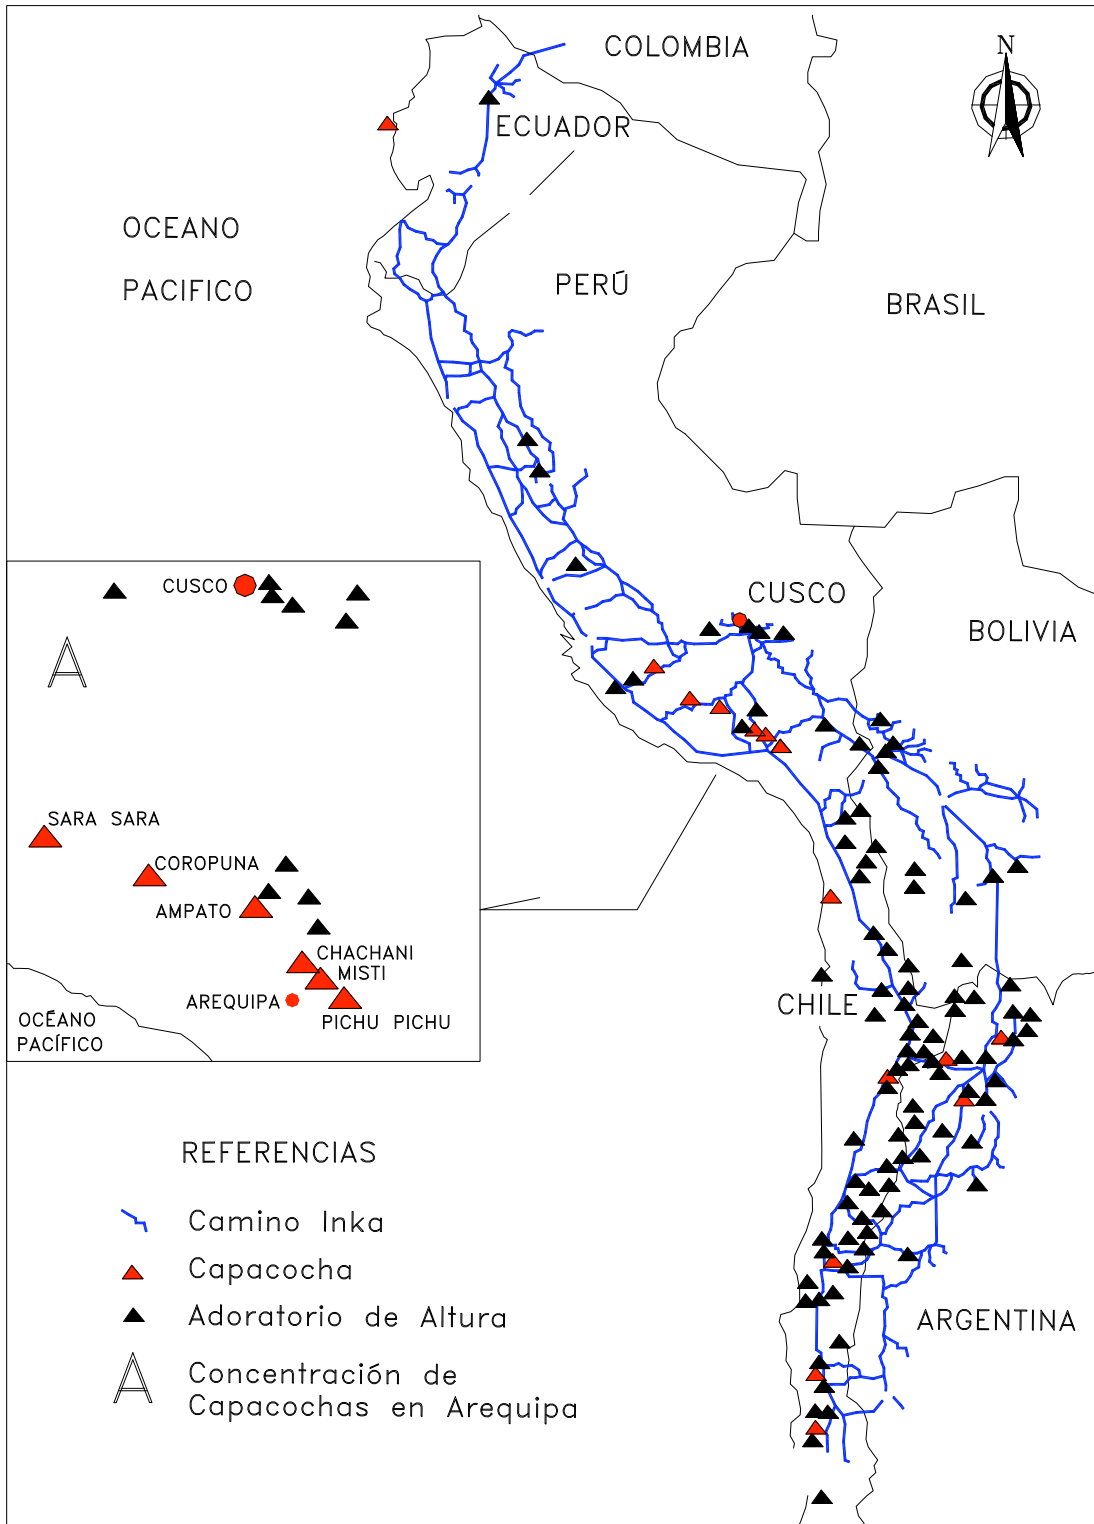 COLOMBIA
N
ECUADOR
OCEANO
PACIFICO
PERÚ
BRASIL
CUSCO
BOLIVIA
CHILE
ARGENTINA
CUSCO
A
SARA SARA
COROPUNA
AMPATO
CHACHANI
MISTI
AREQUIPA
PICHU PICHU
OCÉANO
PACÍFICO
REFERENCIAS
Camino Inka
Capacocha
Adoratorio de Altura
A
Concentración de
Capacochas en Arequipa